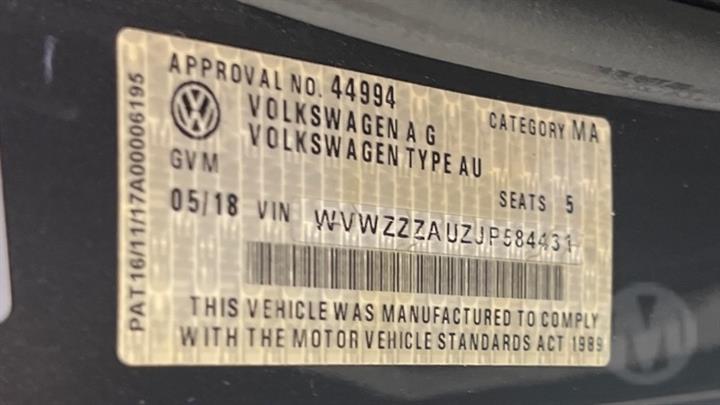 APPROVAL NO. 44994
VOLKSWAGEN A G
CATEGORY MA
VOLKSWAGEN TYPE AU
GVM
SEATS 5
05/18 VIN WVWZZZAUZJP584431
THIS VEHICLE WAS MANUFACTURED TO COMPLY
WITH THE MOTOR VEHICLE STANDARDS ACT 1989
PAT16/11/17A00006195